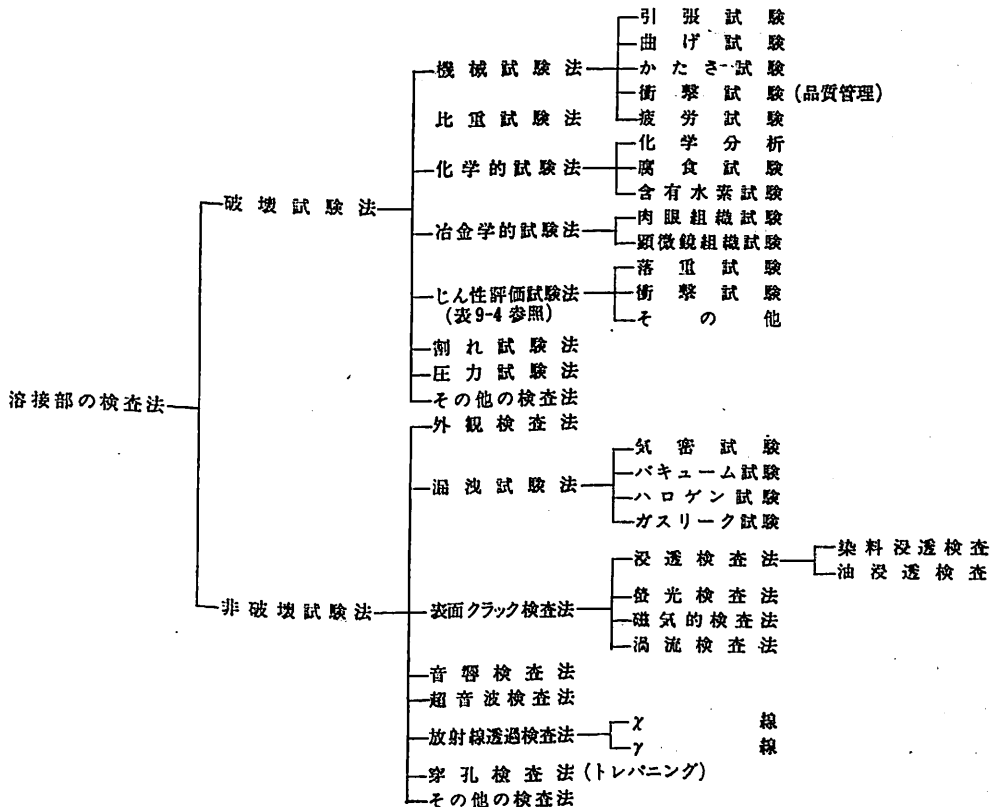 引張試験
曲げ試験
機械試験法
かたさ試験
衝撃試験(品質管理)
比重試験法
疲労試験
化学分析
化学的試験法
腐食試験
含有水素試験
破壊試験法
肉眼組織試験
冶金学的試験法
顕微鏡組織試験
落重試験
じん性評価試験法
衝撃試験
(表9-4参照)
その他
割れ試験法
圧力試験法
溶接部の検査法
その他の検査法
外観検査法
気密試験
バキューム試験
漏洩試験法
ハロゲン試験
ガスリーク試験
染料浸透検査
浸透検査法
油浸透検査
非破壊試験法
表面クラック検査法
螢光検査法
磁気的検査法
渦流検査法
音響検査法
超音波検査法
χ線
放射線透過検査法
γ線
穿孔検査法(トレパニング)
その他の検査法